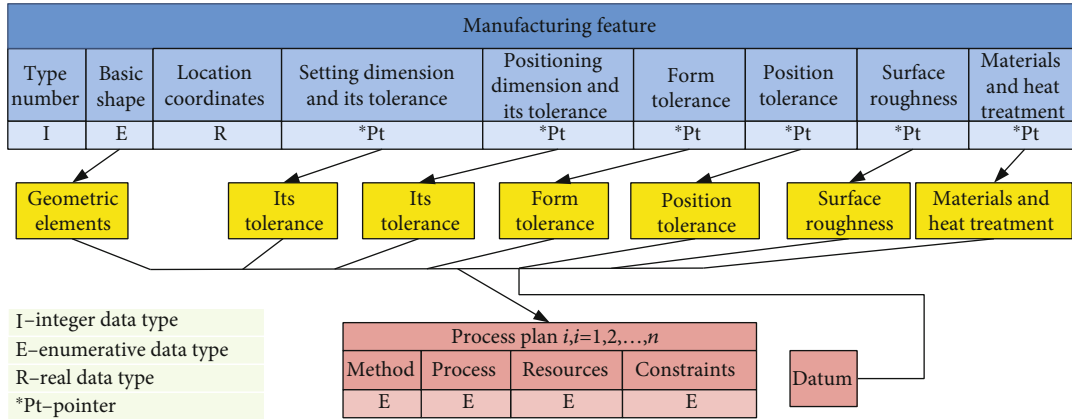 Manufacturing feature
Type
number
Basic
shape
Location
coordinates
Setting dimension
and its tolerance
Positioning
dimension and
its tolerance
Form
tolerance
Position
tolerance
Surface
roughness
Materials
and heat
treatment
I
E
R
*Pt
*Pt
*Pt
*Pt
*Pt
*Pt
Geometric
elements
Its
tolerance
Its
tolerance
Form
tolerance
Position
tolerance
Surface
roughness
Materials and
heat treatment
I–integer data type
E–enumerative data type
R–real data type
*Pt–pointer
Process plan i,i=1,2,…,n
Method
Process
Resources
Constraints
E
E
E
E
Datum